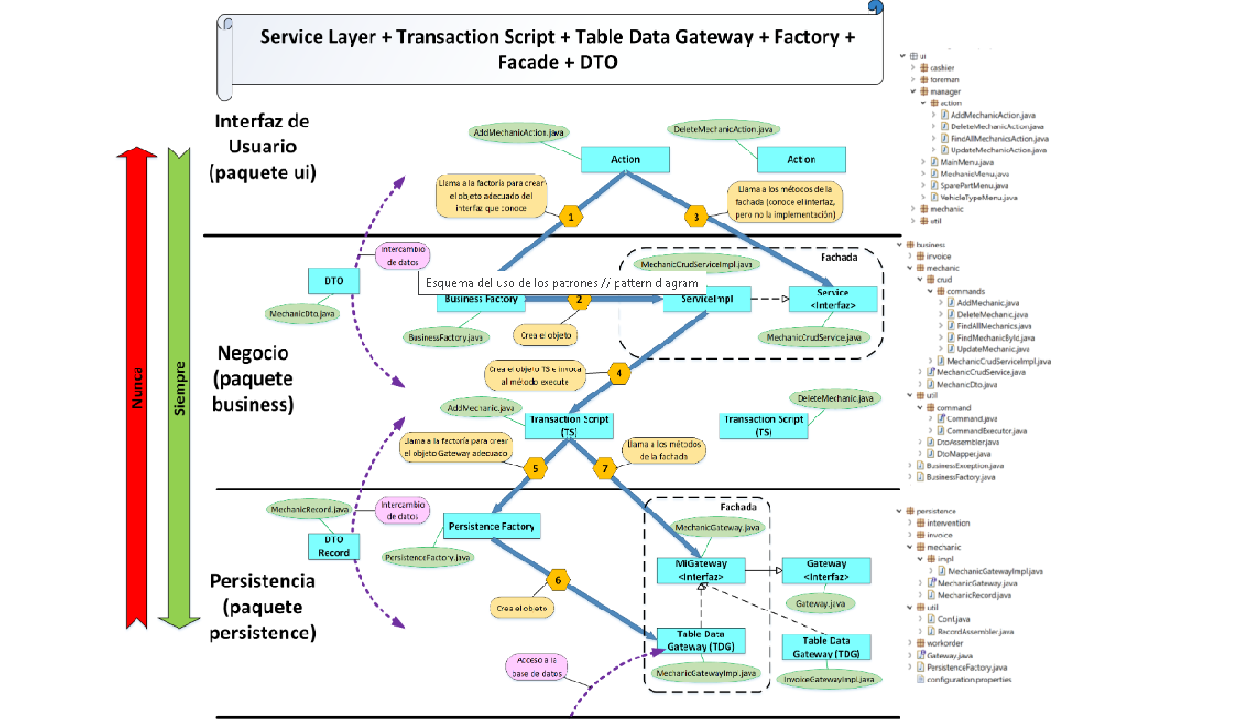 Service Layer + Transaction Script + Table Data Gateway + Factory +
Facade + DTO
Interfaz de
Usuario
(paquete ui)
AddMechanicAction.java
DeleteMechanicAction.java
Action
Action
Llama a la factoría para crear
el objeto adecuado del
interfaz que conoce
1
3
Llama a los métodos de la
fachada (conoce el interfaz,
pero no la implementación)
Nunca
Siempre
Intercambio
de datos
DTO
MechanicDto.java
Fachada
MechanicCrudServiceImpl.java
Esquema del uso de los patrones // pattern diagram
Business Factory
2
ServiceImpl
Service
<Interfaz>
BusinessFactory.java
Crea el objeto
MechanicCrudService.java
Negocio
(paquete
business)
Crea el objeto TS e invoca
al método execute
4
AddMechanic.java
DeleteMechanic.java
Transaction Script
(TS)
Transaction Script
(TS)
Llama a la factoría para crear
el objeto Gateway adecuado
5
7
Llama a los métodos
de la fachada
MechanicRecord.java
Intercambio
de datos
DTO
Record
Persistence Factory
PersistenceFactory.java
Fachada
MechanicGateway.java
MiGateway
<Interfaz>
Gateway
<Interfaz>
Gateway.java
Persistencia
(paquete
persistence)
6
Crea el objeto
Table Data
Gateway (TDG)
Table Data
Gateway (TDG)
MechanicGatewayImpl.java
InvoiceGatewayImpl.java
Acceso a la
base de datos
ui
cashier
foreman
manager
action
AddMechanicAction.java
DeleteMechanicAction.java
FindAllMechanicsAction.java
UpdateMechanicAction.java
MainMenu.java
MechanicMenu.java
SparePartMenu.java
VehicleTypeMenu.java
mechanic
util
business
invoice
mechanic
crud
commands
AddMechanic.java
DeleteMechanic.java
FindAllMechanics.java
FindMechanicById.java
UpdateMechanic.java
MechanicCrudServiceImpl.java
MechanicCrudService.java
MechanicDto.java
util
command
Command.java
CommandExecutor.java
DtoAssembler.java
DtoMapper.java
BusinessException.java
BusinessFactory.java
persistence
intervention
invoice
mechanic
impl
MechanicGatewayImpl.java
MechanicGateway.java
MechanicRecord.java
util
Conf.java
RecordAssembler.java
workorder
Gateway.java
PersistenceFactory.java
configuration.properties